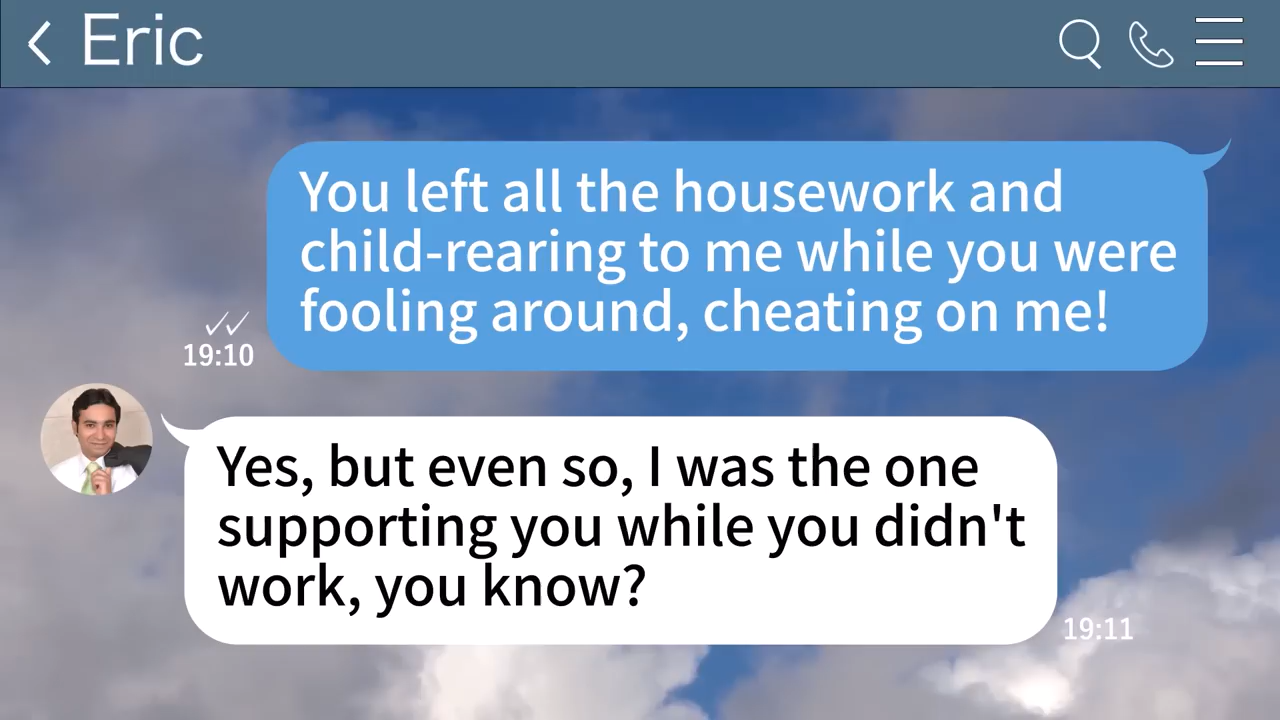 Eric
You left all the housework and
child-rearing to me while you were
fooling around, cheating on me!
19:10
Yes, but even so, I was the one
supporting you while you didn't
work, you know?
19:11